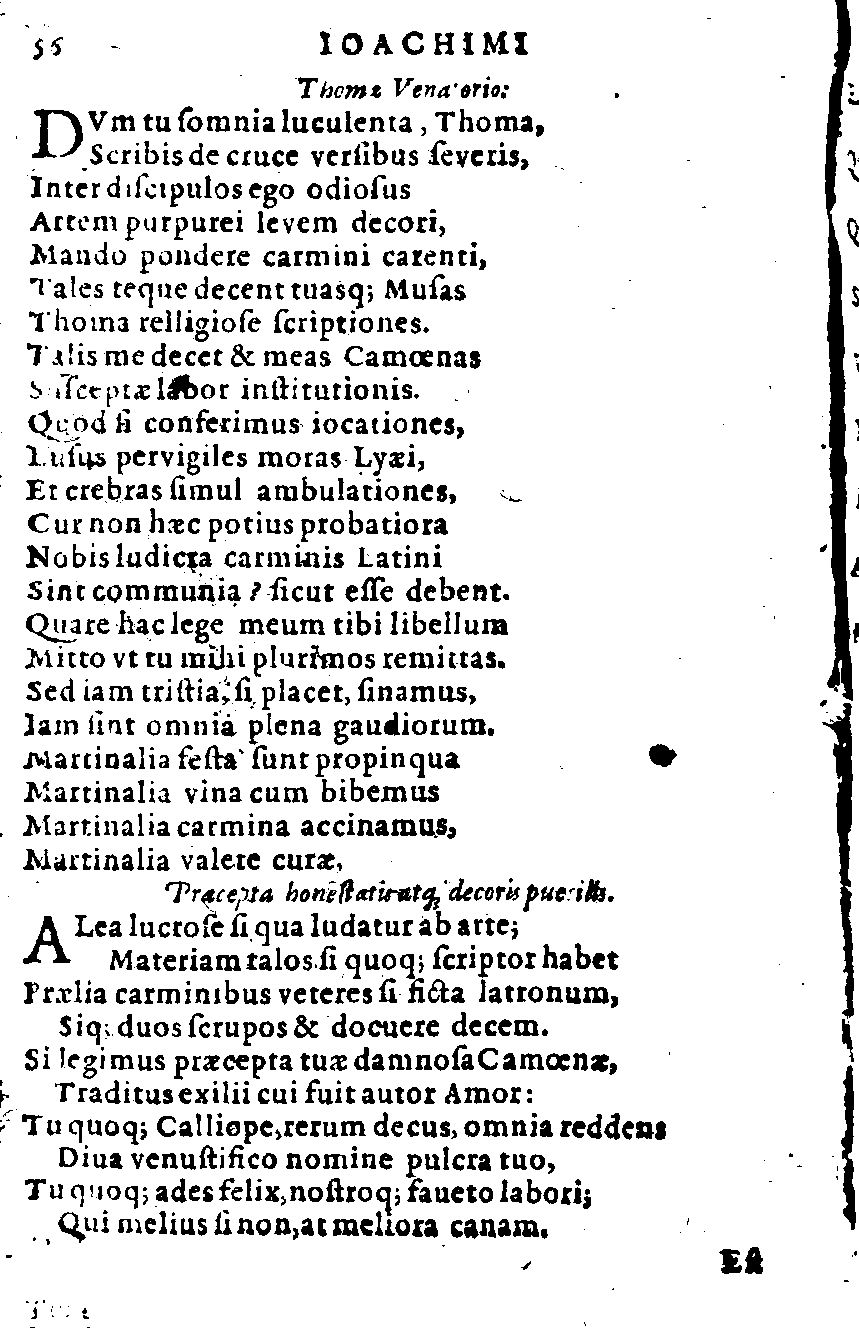 56 IOACHIMI
Thomæ Venatorio:
DVm tu ſomnia luculenta, Thoma,
Scribis de cruce verſibus ſeveris,
Inter diſcipulos ego odioſus
Artem purpurei levem decori,
Mando pondere carmini carenti,
Tales teque decent tuasq; Muſas
Thoma relligioſe ſcriptiones.
Talis me decet & meas Camœnas
Suſceptæ labor inſtitutionis.
Quod ſi conferimus iocationes,
Luſus pervigiles moras Lyæi,
Et crebras ſimul ambulationes,
Cur non hæc potius probatiora
Nobis ludicra carminis Latini
Sint communia? ſicut eſſe debent.
Quare hac lege meum tibi libellum
Mitto vt tu mihi plurimos remittas.
Sed iam triſtia, ſi placet, ſinamus,
Iam ſint omnia plena gaudiorum.
Martinalia feſta ſunt propinqua
Martinalia vina cum bibemus
Martinalia carmina accinamus,
Martinalia valete curæ,
Præcepta honeſtatis atq; decoris puerilis.
ALea lucroſe ſi qua ludatur ab arte;
Materiam talos ſi quoq; ſcriptor habet
Prælia carminibus veteres ſi ficta latronum,
Siq; duos ſcrupos & docuere decem.
Si legimus præcepta tuæ damnoſa Camœnæ,
Traditus exilii cui fuit autor Amor:
Tu quoq; Calliope, rerum decus, omnia reddens
Diua venuſtifico nomine pulcra tuo,
Tu quoq; ades felix, noſtroq; faueto labori;
Qui melius ſi non, at meliora canam.
Eſt